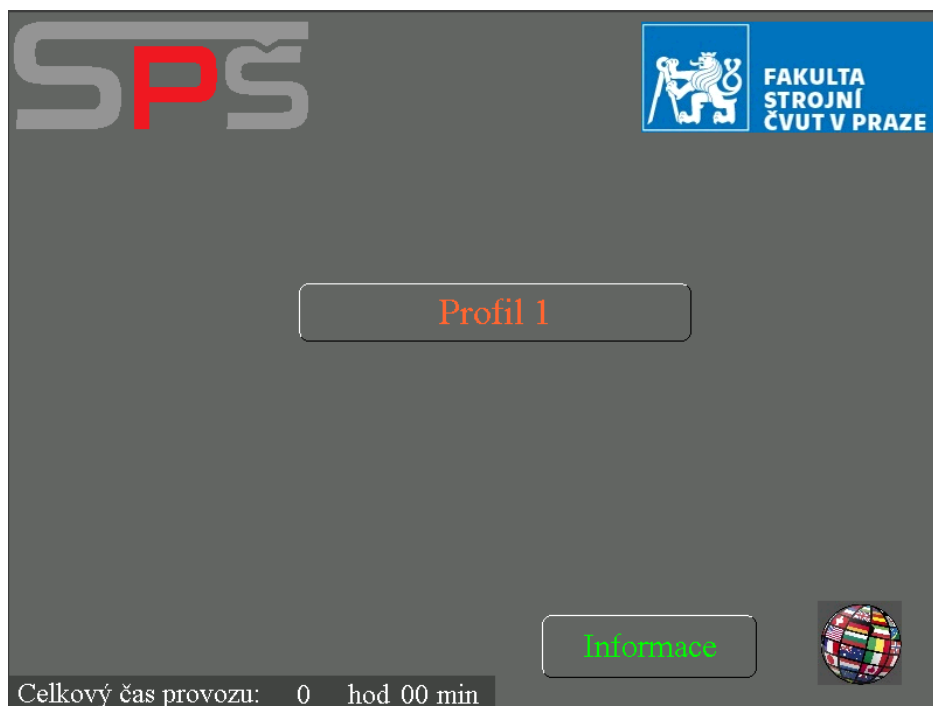 SPŠ
FAKULTA
STROJNÍ
ČVUT V PRAZE
Profil 1
Informace
Celkový čas provozu: 0 hod 00 min